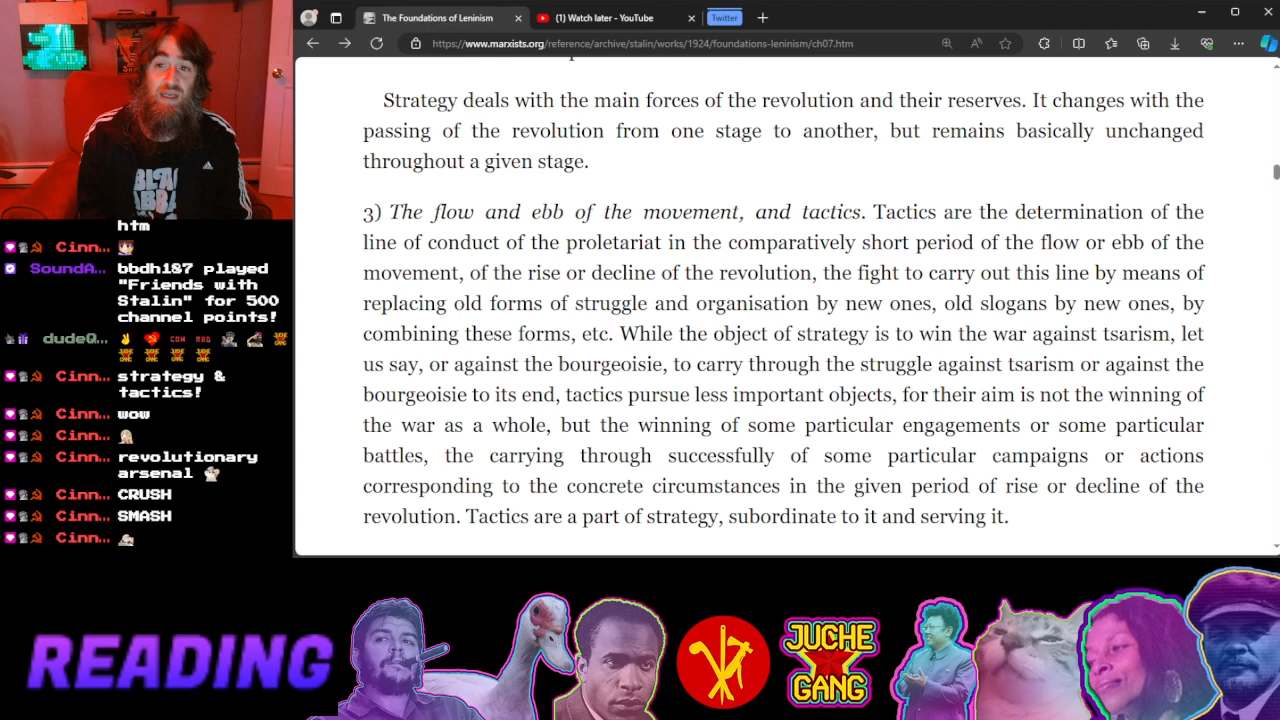 The Foundations of Leninism
(1) Watch later - YouTube
Twitter
https://www.marxists.org/reference/archive/stalin/works/1924/foundations-leninism/ch07.htm
Strategy deals with the main forces of the revolution and their reserves. It changes with the
passing of the revolution from one stage to another, but remains basically unchanged
throughout a given stage.
3) The flow and ebb of the movement, and tactics. Tactics are the determination of the
line of conduct of the proletariat in the comparatively short period of the flow or ebb of the
movement, of the rise or decline of the revolution, the fight to carry out this line by means of
replacing old forms of struggle and organisation by new ones, old slogans by new ones, by
combining these forms, etc. While the object of strategy is to win the war against tsarism, let
us say, or against the bourgeoisie, to carry through the struggle against tsarism or against the
bourgeoisie to its end, tactics pursue less important objects, for their aim is not the winning of
the war as a whole, but the winning of some particular engagements or some particular
battles, the carrying through successfully of some particular campaigns or actions
corresponding to the concrete circumstances in the given period of rise or decline of the
revolution. Tactics are a part of strategy, subordinate to it and serving it.
htm
Cinn...
SoundA... bbdh187 played
"Friends with
Stalin" for 500
channel points!
dudeQ... COW RAD
JUCHE GANG
JUCHE GANG JUCHE GANG JUCHE GANG JUCHE GANG
Cinn... strategy &
tactics!
Cinn... wow
Cinn...
Cinn... revolutionary
arsenal
Cinn... CRUSH
Cinn... SMASH
Cinn...
READING
JUCHE
GANG